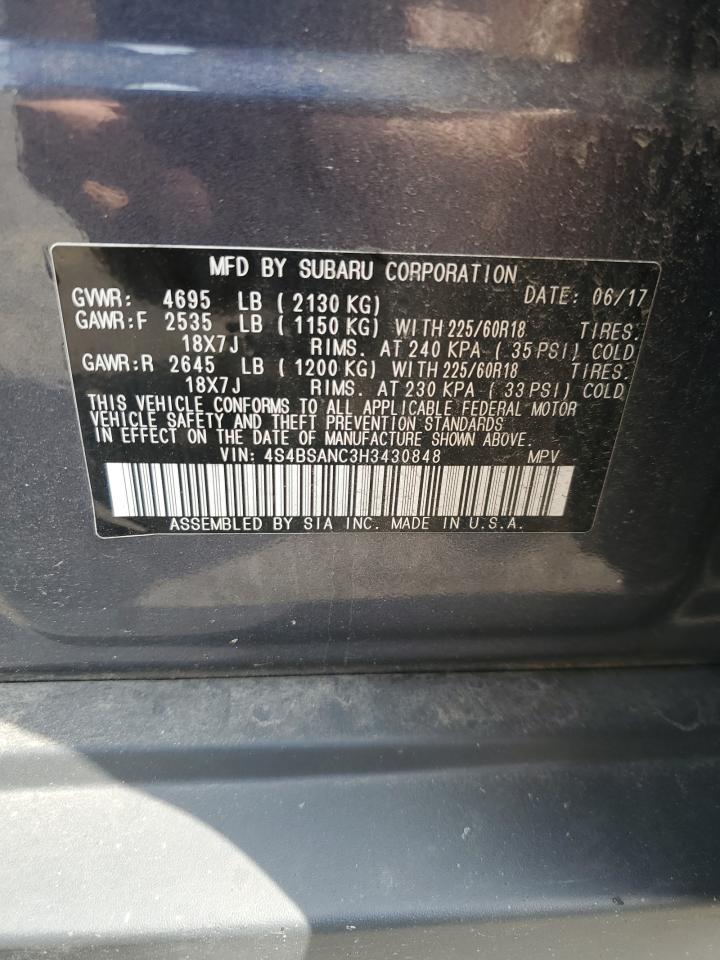 MFD BY SUBARU CORPORATION
GVWR: 4695 LB ( 2130 KG) DATE: 06/17
GAWR:F 2535 LB ( 1150 KG) WITH 225/60R18 TIRES.
18X7J RIMS. AT 240 KPA ( 35 PSI) COLD
GAWR:R 2645 LB ( 1200 KG) WITH 225/60R18 TIRES.
18X7J RIMS. AT 230 KPA ( 33 PSI) COLD
THIS VEHICLE CONFORMS TO ALL APPLICABLE FEDERAL MOTOR
VEHICLE SAFETY AND THEFT PREVENTION STANDARDS
IN EFFECT ON THE DATE OF MANUFACTURE SHOWN ABOVE.
VIN: 4S4BSANC3H3430848 MPV
ASSEMBLED BY SIA INC. MADE IN U.S.A.